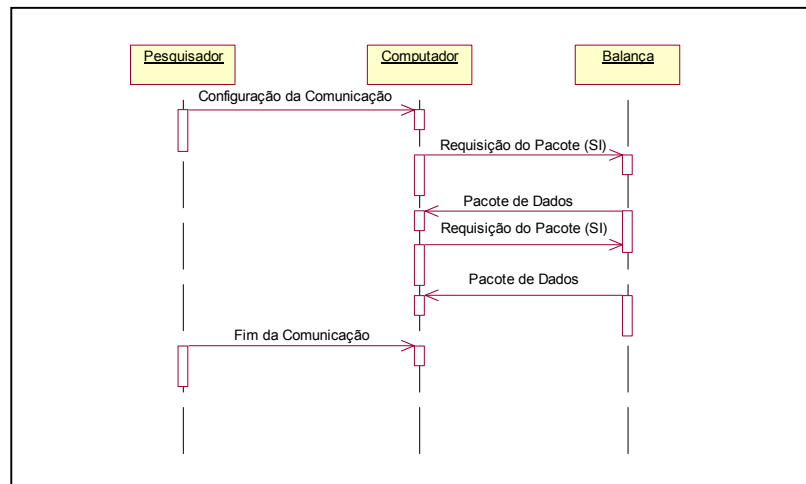 Pesquisador
Computador
Balança
Configuração da Comunicação
Requisição do Pacote (SI)
Pacote de Dados
Requisição do Pacote (SI)
Pacote de Dados
Fim da Comunicação